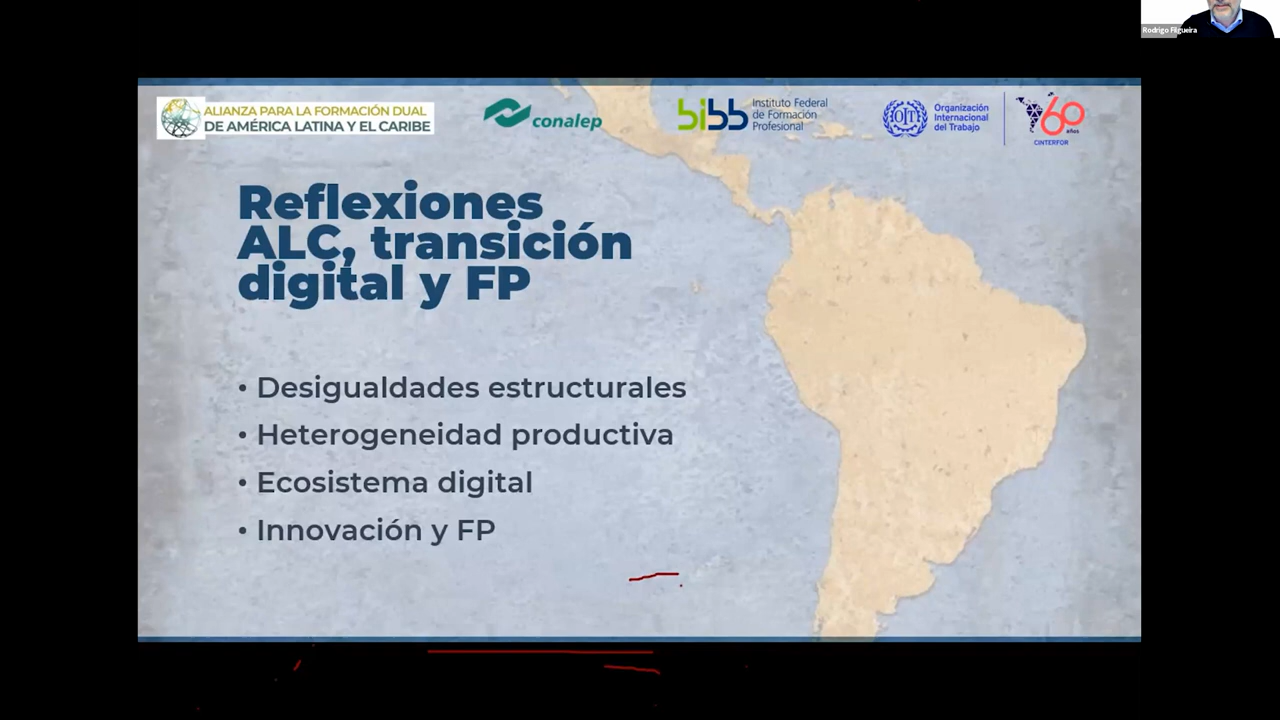 Rodrigo Filgueira
ALIANZA PARA LA FORMACIÓN DUAL
DE AMÉRICA LATINA Y EL CARIBE
conalep
bibb
Instituto Federal
de Formación
Profesional
OIT
Organización
Internacional
del Trabajo
60
años
CINTERFOR
Reflexiones
ALC, transición
digital y FP
• Desigualdades estructurales
• Heterogeneidad productiva
• Ecosistema digital
• Innovación y FP